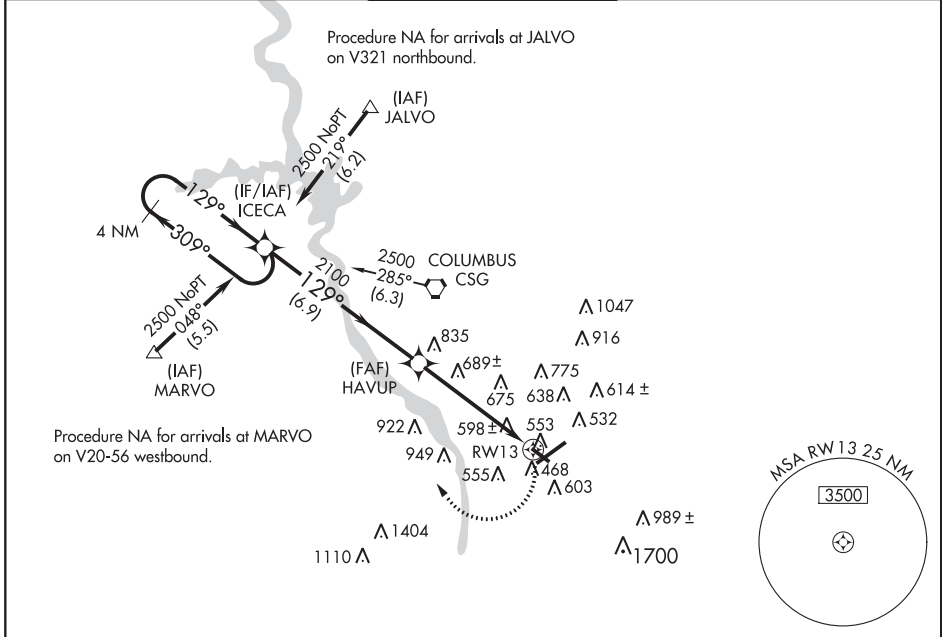 Procedure NA for arrivals at JALVO
on V321 northbound.
(IAF)
JALVO
2500 NoPT
219°
(6.2)
(IF/IAF)
ICECA
129°
4 NM
309°
2500
285°
(6.3)
COLUMBUS
CSG
2100
129°
(6.9)
2500 NoPT
048°
(5.5)
(IAF)
MARVO
(FAF)
HAVUP
1047
916
835
689±
775
675
638
614±
532
922
598±
553
949
RW13
468
555
603
989±
1404
1110
1700
Procedure NA for arrivals at MARVO
on V20-56 westbound.
MSA RW13 25 NM
3500